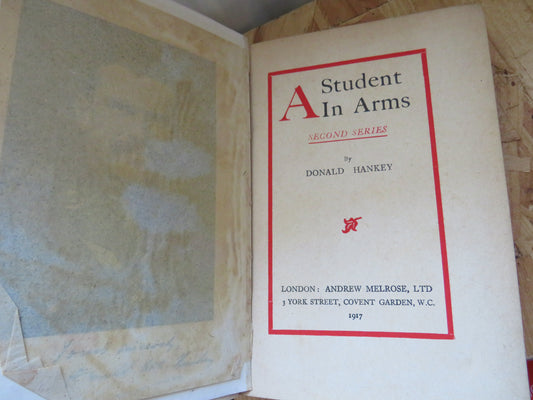 A Student
In Arms
SECOND SERIES
By
DONALD HANKEY
LONDON: ANDREW MELROSE, LTD
3 YORK STREET, COVENT GARDEN, W.C.
1917